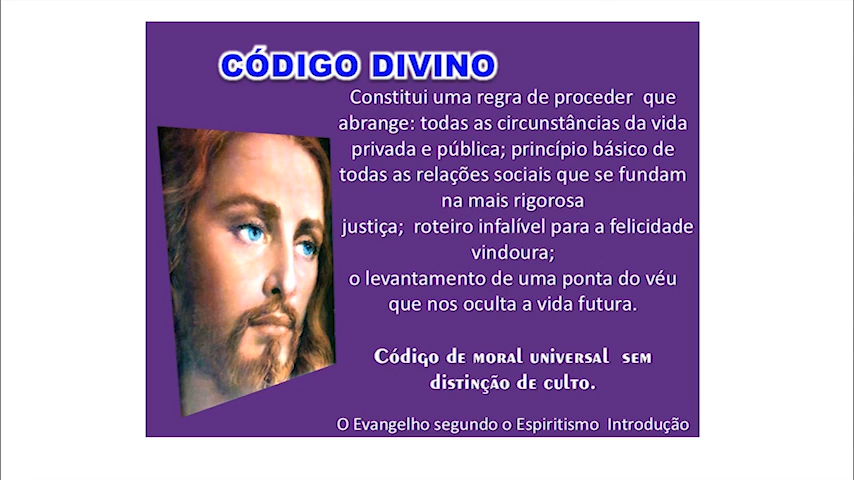 CÓDIGO DIVINO
Constitui uma regra de proceder que
abrange: todas as circunstâncias da vida
privada e pública; princípio básico de
todas as relações sociais que se fundam
na mais rigorosa
justiça; roteiro infalível para a felicidade
vindoura;
o levantamento de uma ponta do véu
que nos oculta a vida futura.
Código de moral universal sem
distinção de culto.
O Evangelho segundo o Espiritismo Introdução